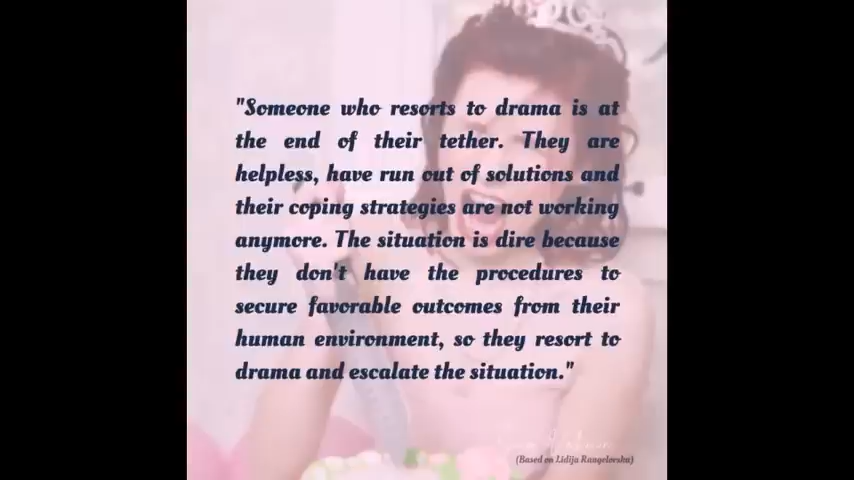 "Someone who resorts to drama is at
the end of their tether. They are
helpless, have run out of solutions and
their coping strategies are not working
anymore. The situation is dire because
they don't have the procedures to
secure favorable outcomes from their
human environment, so they resort to
drama and escalate the situation."
(Based on Lidija Rangelovska)